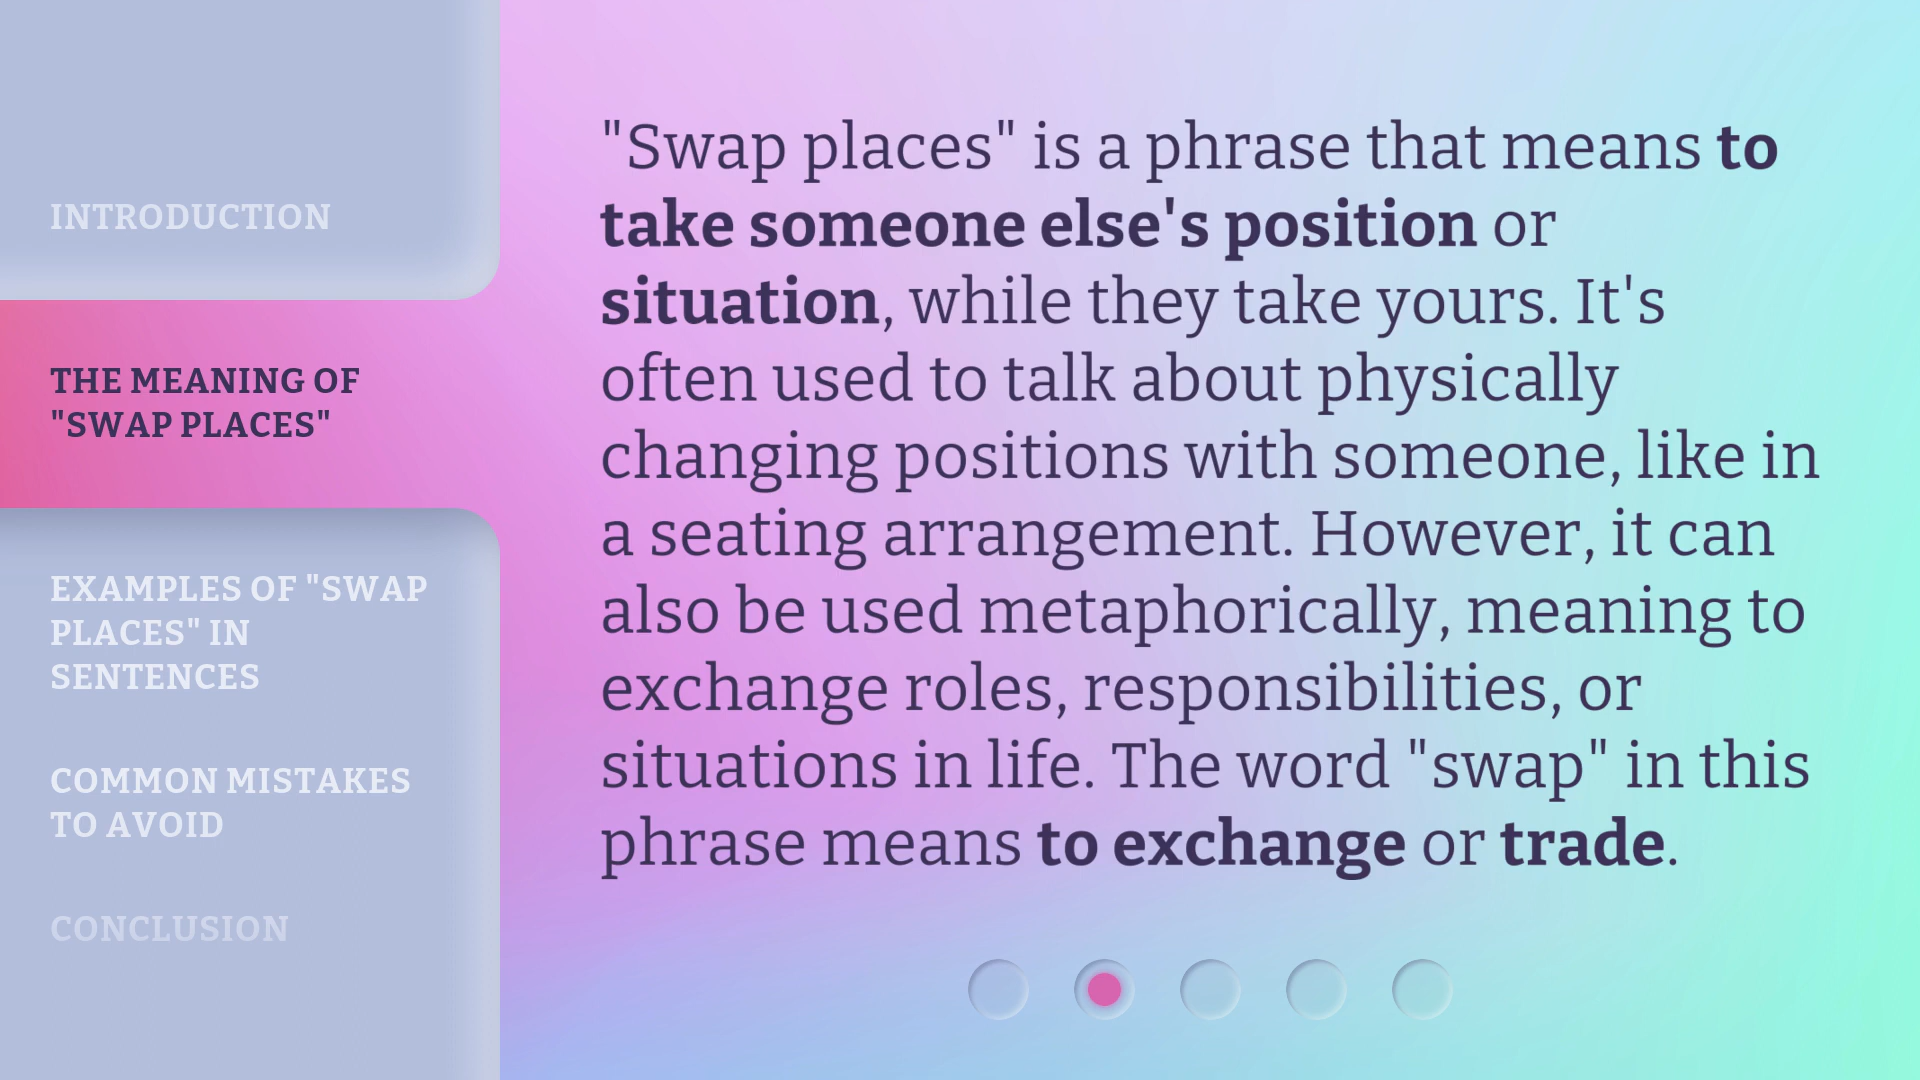 INTRODUCTION
THE MEANING OF
"SWAP PLACES"
EXAMPLES OF "SWAP
PLACES" IN
SENTENCES
COMMON MISTAKES
TO AVOID
CONCLUSION
"Swap places" is a phrase that means to
take someone else's position or
situation, while they take yours. It's
often used to talk about physically
changing positions with someone, like in
a seating arrangement. However, it can
also be used metaphorically, meaning to
exchange roles, responsibilities, or
situations in life. The word "swap" in this
phrase means to exchange or trade.